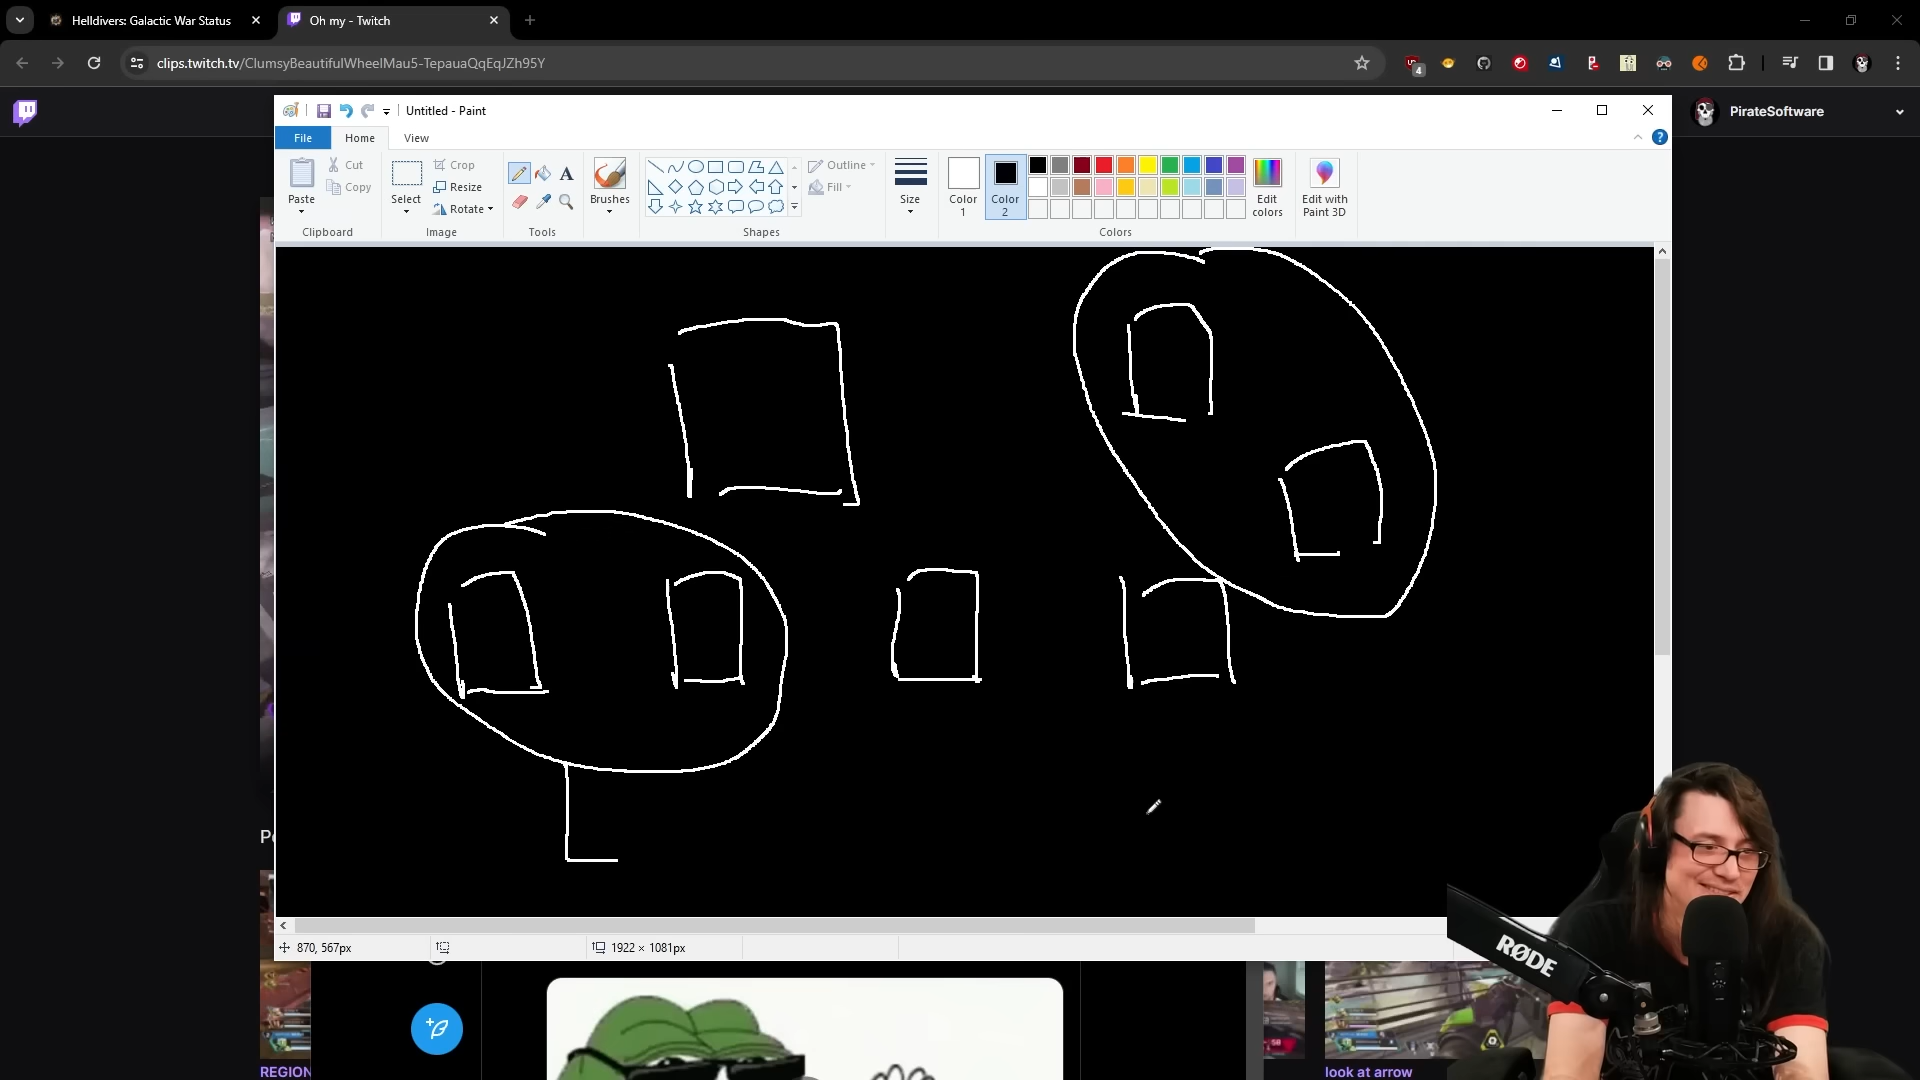 Helldivers: Galactic War Status
Oh my - Twitch
clips.twitch.tv/ClumsyBeautifulWheelMau5-TepauaQqEqJZh95Y
4
Untitled - Paint
PirateSoftware
File
Home
View
?
Paste
Cut
Copy
Clipboard
Select
Crop
Resize
Rotate
Image
A
Tools
Brushes
Outline
Fill
Shapes
Size
Color
1
Color
2
Edit
colors
Edit with
Paint 3D
Colors
870, 567px
1922 × 1081px
RØDE
REGION
look at arrow